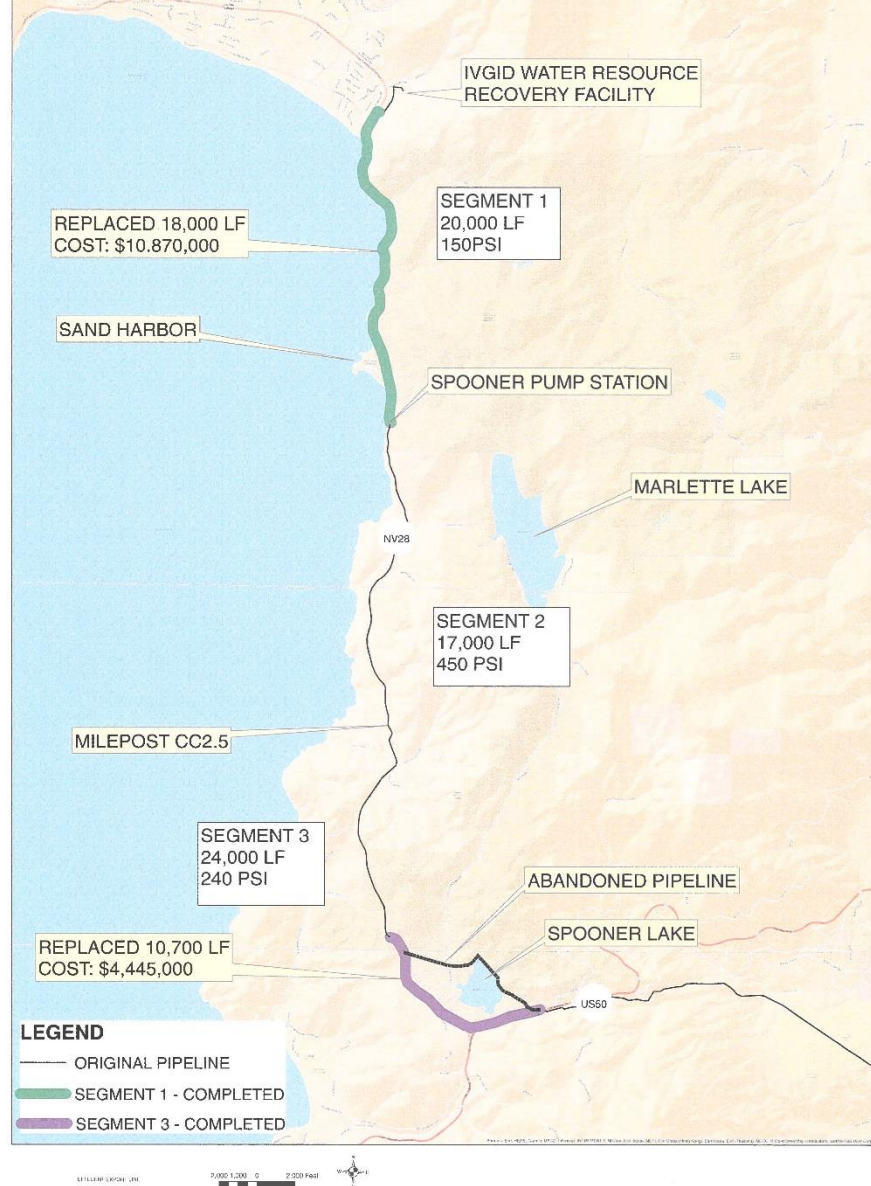 IVGID WATER RESOURCE
RECOVERY FACILITY
SEGMENT 1
20,000 LF
150PSI
REPLACED 18,000 LF
COST: $10.870,000
SAND HARBOR
SPOONER PUMP STATION
MARLETTE LAKE
NV28
SEGMENT 2
17,000 LF
450 PSI
MILEPOST CC2.5
SEGMENT 3
24,000 LF
240 PSI
ABANDONED PIPELINE
SPOONER LAKE
REPLACED 10,700 LF
COST: $4,445,000
US50
LEGEND
ORIGINAL PIPELINE
SEGMENT 1 - COMPLETED
SEGMENT 3 - COMPLETED
0 2,000 Feet